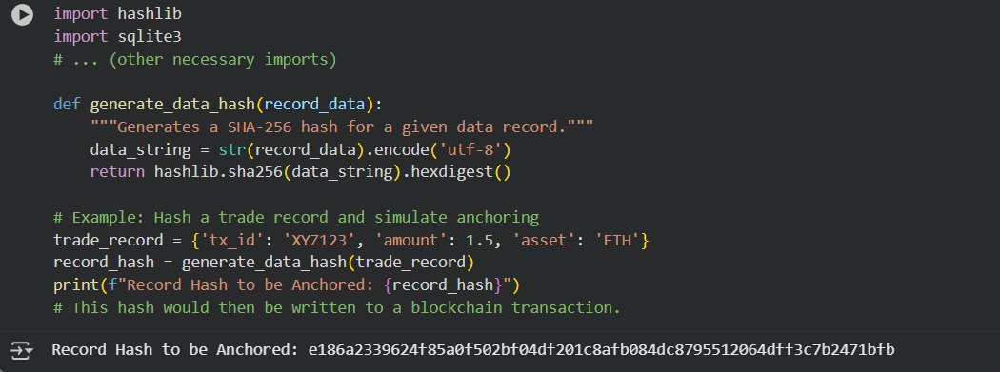 import hashlib
import sqlite3
# ... (other necessary imports)
def generate_data_hash(record_data):
    """Generates a SHA-256 hash for a given data record."""
    data_string = str(record_data).encode('utf-8')
    return hashlib.sha256(data_string).hexdigest()
# Example: Hash a trade record and simulate anchoring
trade_record = {'tx_id': 'XYZ123', 'amount': 1.5, 'asset': 'ETH'}
record_hash = generate_data_hash(trade_record)
print(f"Record Hash to be Anchored: {record_hash}")
# This hash would then be written to a blockchain transaction.
Record Hash to be Anchored: e186a2339624f85a0f502bf04df201c8afb084dc8795512064dff3c7b2471bfb